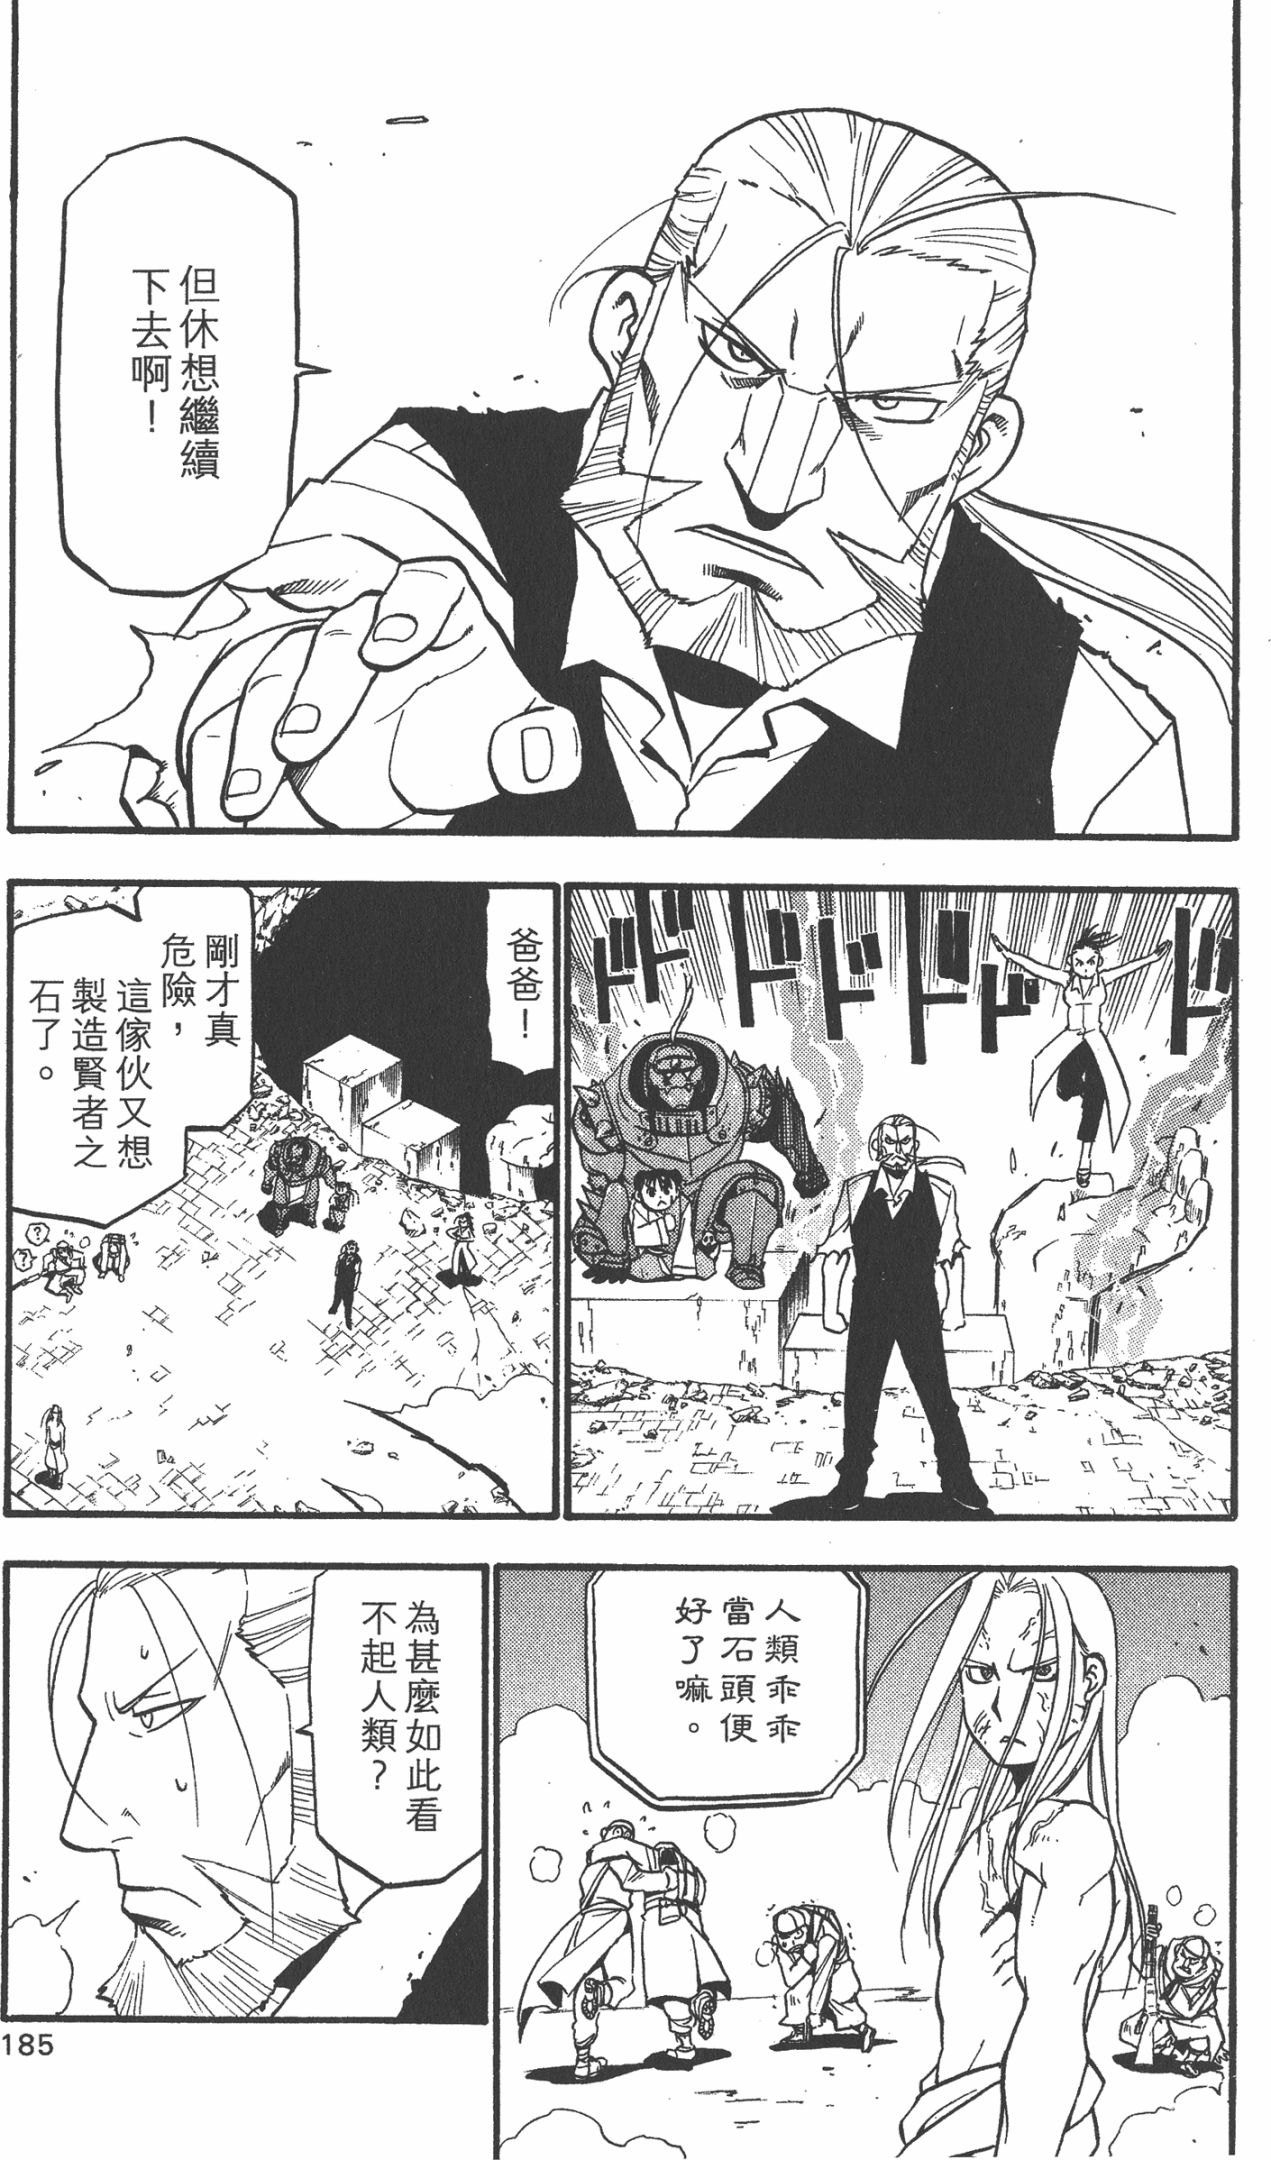 但休想繼續
下去啊！
ドドドドドド
爸爸！
剛才真
危險，
這傢伙又想
製造賢者之
石了。
?
?
人類乖乖
當石頭便
好了嘛。
為甚麼如此看
不起人類？
185